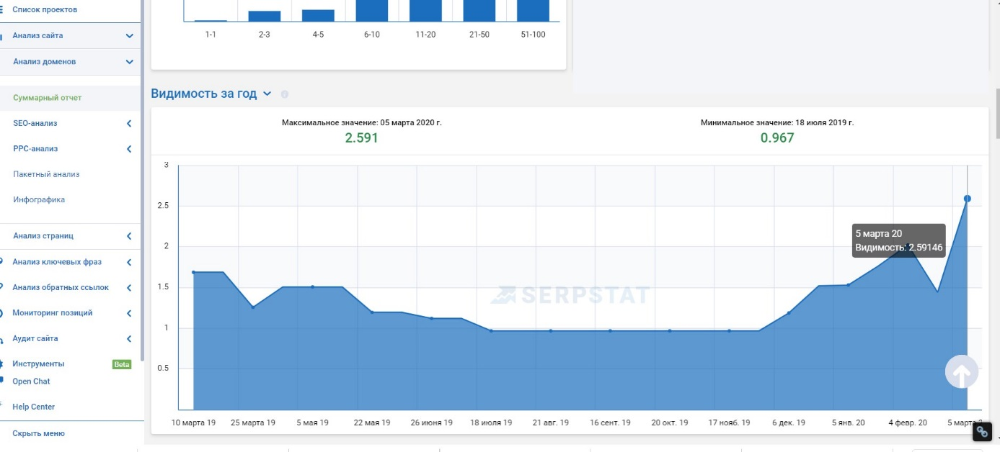 Список проектов
Анализ сайта
Анализ доменов
Суммарный отчет
SEO-анализ
PPC-анализ
Пакетный анализ
Инфографика
Анализ страниц
Анализ ключевых фраз
Анализ обратных ссылок
Мониторинг позиций
Аудит сайта
Инструменты Beta
Open Chat
Help Center
Скрыть меню
1-1 2-3 4-5 6-10 11-20 21-50 51-100
Видимость за год
Максимальное значение: 05 марта 2020 г.
2.591
Минимальное значение: 18 июля 2019 г.
0.967
3
2.5
2
1.5
1
0.5
5 марта 20
Видимость: 2.59146
SERPSTAT
10 марта 19 25 марта 19 5 мая 19 22 мая 19 26 июня 19 18 июля 19 21 авг. 19 16 сент. 19 20 окт. 19 17 нояб. 19 6 дек. 19 5 янв. 20 4 февр. 20 5 марта